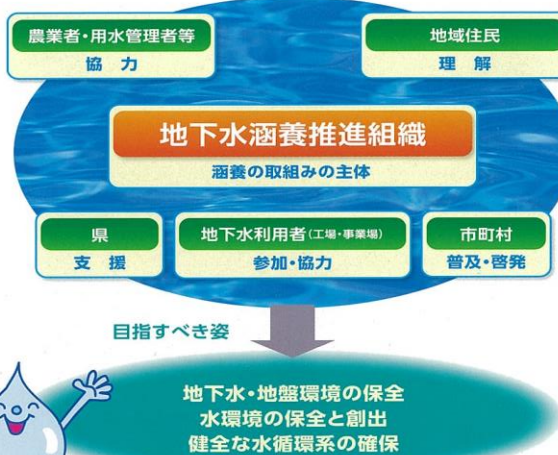 農業者・用水管理者等
協力
地域住民
理解
地下水涵養推進組織
涵養の取組みの主体
県
支援
地下水利用者(工場・事業場)
参加・協力
市町村
普及・啓発
目指すべき姿
地下水・地盤環境の保全
水環境の保全と創出
健全な水循環系の確保